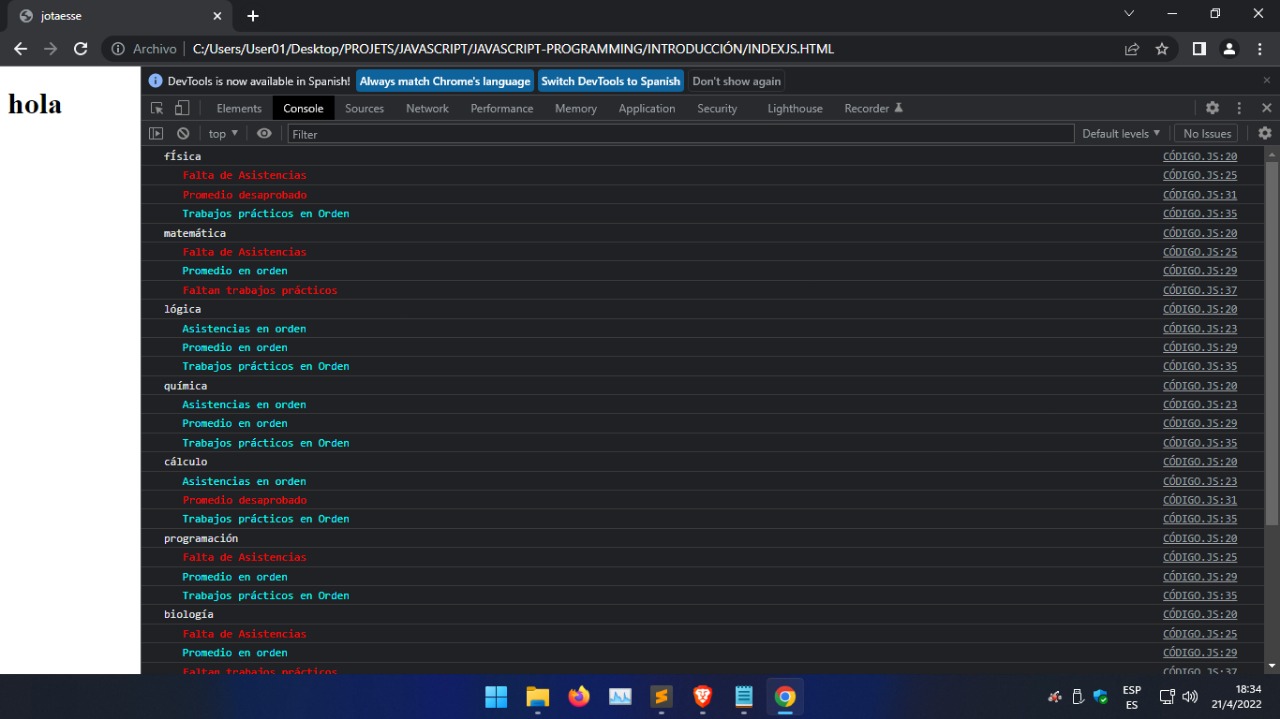 jotaesse
Archivo C:/Users/User01/Desktop/PROJETS/JAVASCRIPT/JAVASCRIPT-PROGRAMMING/INTRODUCCIÓN/INDEXJS.HTML
hola
DevTools is now available in Spanish! Always match Chrome's language Switch DevTools to Spanish Don't show again
Elements Console Sources Network Performance Memory Application Security Lighthouse Recorder
top Filter Default levels No Issues
fÍsica CÓDIGO.JS:20
Falta de Asistencias CÓDIGO.JS:25
Promedio desaprobado CÓDIGO.JS:31
Trabajos prácticos en Orden CÓDIGO.JS:35
matemática CÓDIGO.JS:20
Falta de Asistencias CÓDIGO.JS:25
Promedio en orden CÓDIGO.JS:29
Faltan trabajos prácticos CÓDIGO.JS:37
lógica CÓDIGO.JS:20
Asistencias en orden CÓDIGO.JS:23
Promedio en orden CÓDIGO.JS:29
Trabajos prácticos en Orden CÓDIGO.JS:35
química CÓDIGO.JS:20
Asistencias en orden CÓDIGO.JS:23
Promedio en orden CÓDIGO.JS:29
Trabajos prácticos en Orden CÓDIGO.JS:35
cálculo CÓDIGO.JS:20
Asistencias en orden CÓDIGO.JS:23
Promedio desaprobado CÓDIGO.JS:31
Trabajos prácticos en Orden CÓDIGO.JS:35
programación CÓDIGO.JS:20
Falta de Asistencias CÓDIGO.JS:25
Promedio en orden CÓDIGO.JS:29
Trabajos prácticos en Orden CÓDIGO.JS:35
biología CÓDIGO.JS:20
Falta de Asistencias CÓDIGO.JS:25
Promedio en orden CÓDIGO.JS:29
Faltan trabajos prácticos CÓDIGO.JS:37
ESP 18:34
ES 21/4/2022